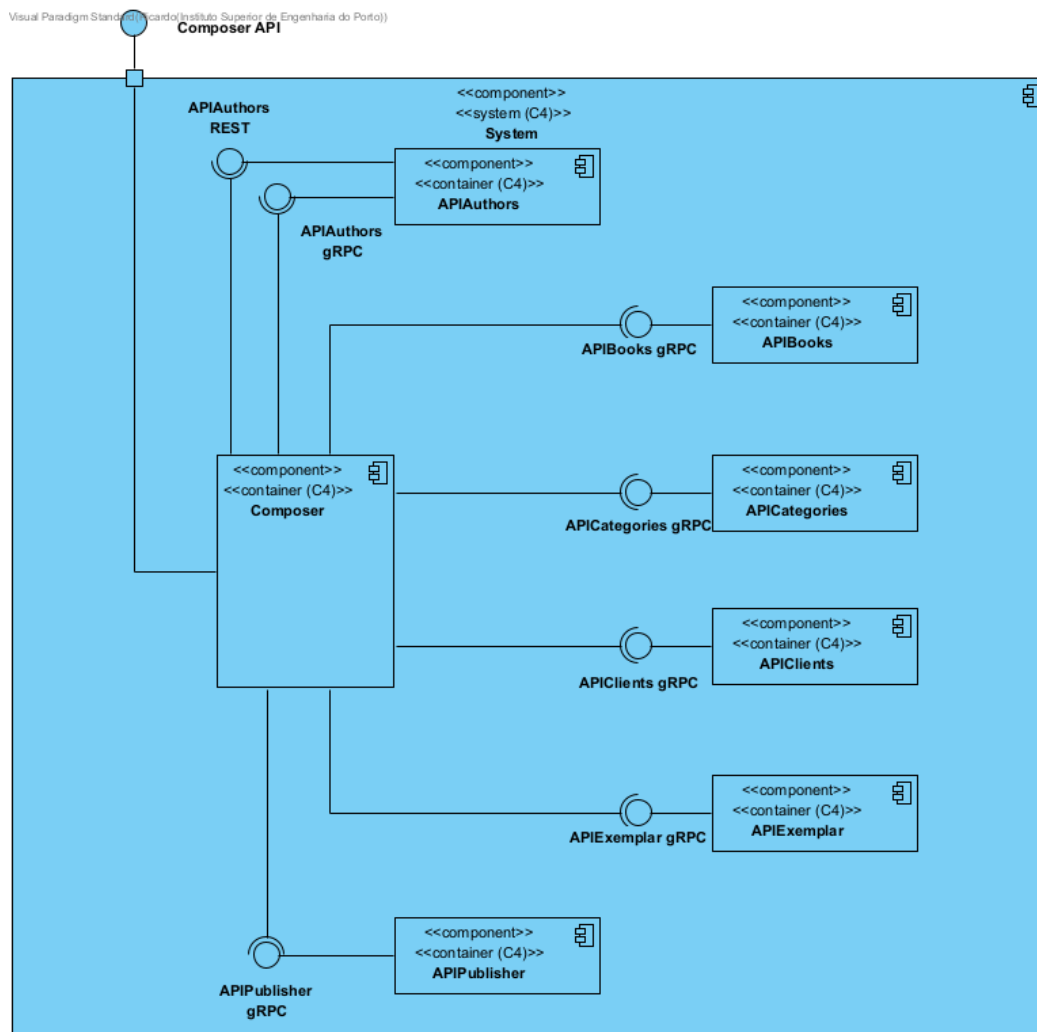 Visual Paradigm Standard(Ricardo(Instituto Superior de Engenharia do Porto))
Composer API
<<component>>
<<system (C4)>>
System
APIAuthors
REST
<<component>>
<<container (C4)>>
APIAuthors
APIAuthors
gRPC
<<component>>
<<container (C4)>>
APIBooks
APIBooks gRPC
<<component>>
<<container (C4)>>
Composer
<<component>>
<<container (C4)>>
APICategories
APICategories gRPC
<<component>>
<<container (C4)>>
APIClients
APIClients gRPC
<<component>>
<<container (C4)>>
APIExemplar
APIExemplar gRPC
<<component>>
<<container (C4)>>
APIPublisher
APIPublisher
gRPC